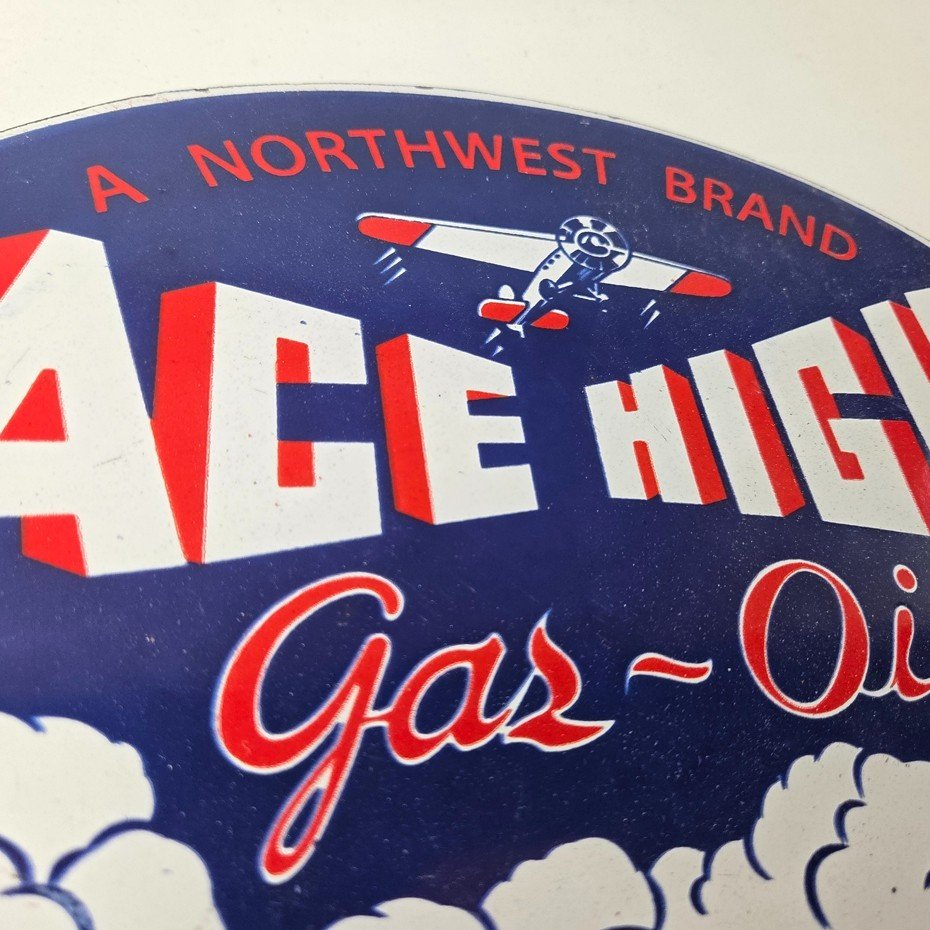 A NORTHWEST BRAND
ACE HIG
Gas ~ Oi